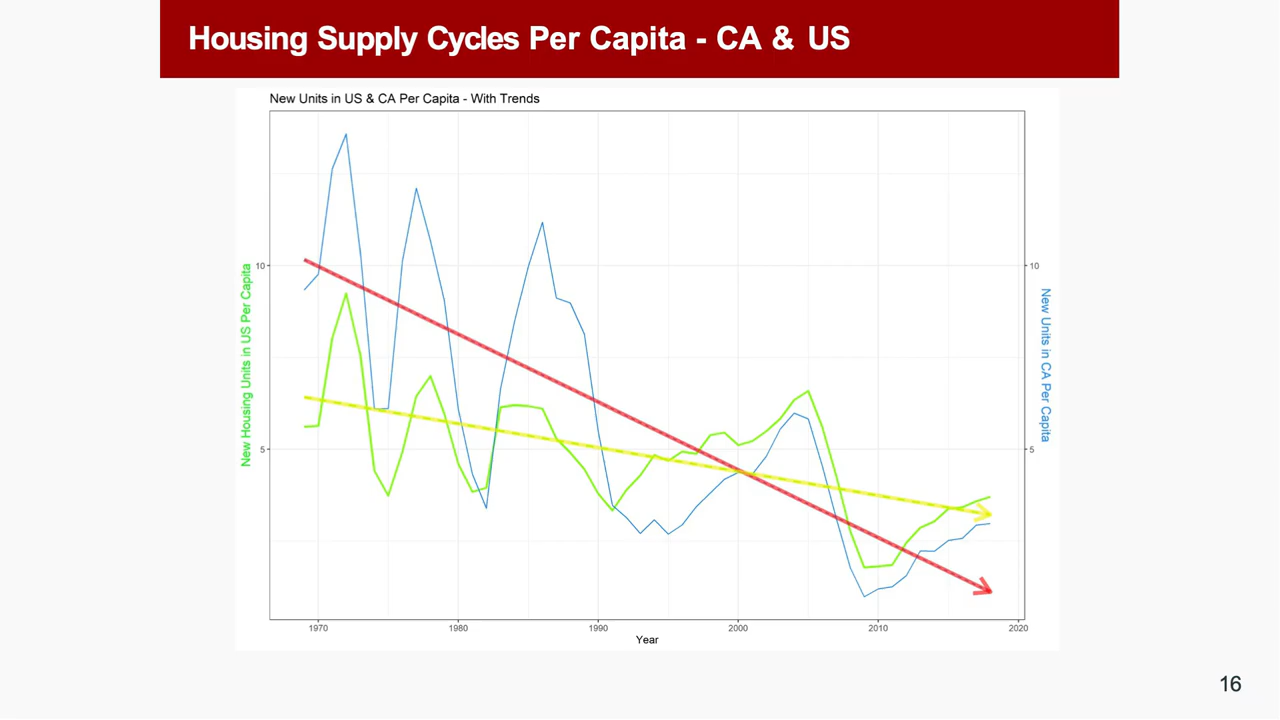 Housing Supply Cycles Per Capita - CA & US
New Units in US & CA Per Capita - With Trends
New Housing Units in US Per Capita
10
5
10
5
New Units in CA Per Capita
1970
1980
1990
2000
2010
2020
Year
16